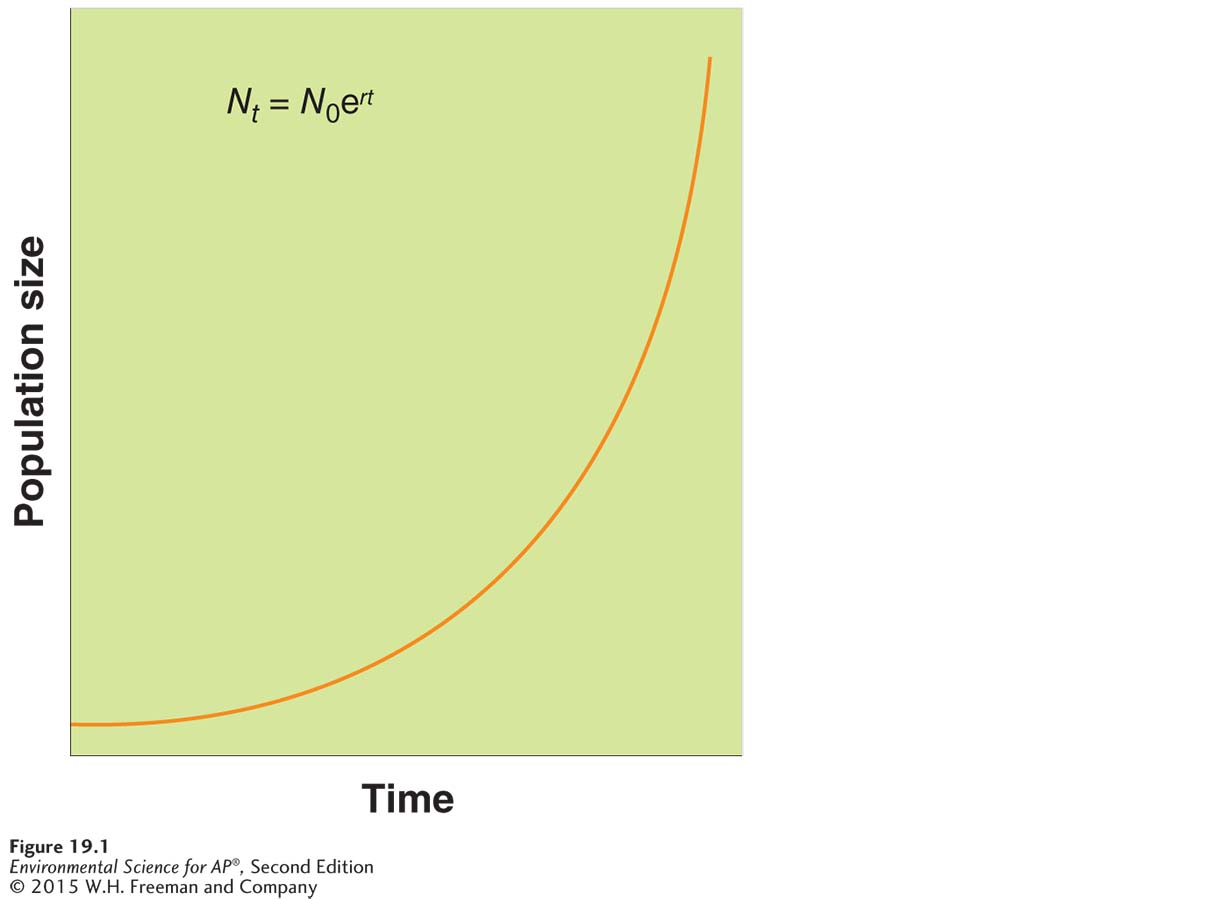 Nₜ = N₀eʳᵗ
Population size
Time
Figure 19.1
Environmental Science for AP®, Second Edition
© 2015 W.H. Freeman and Company